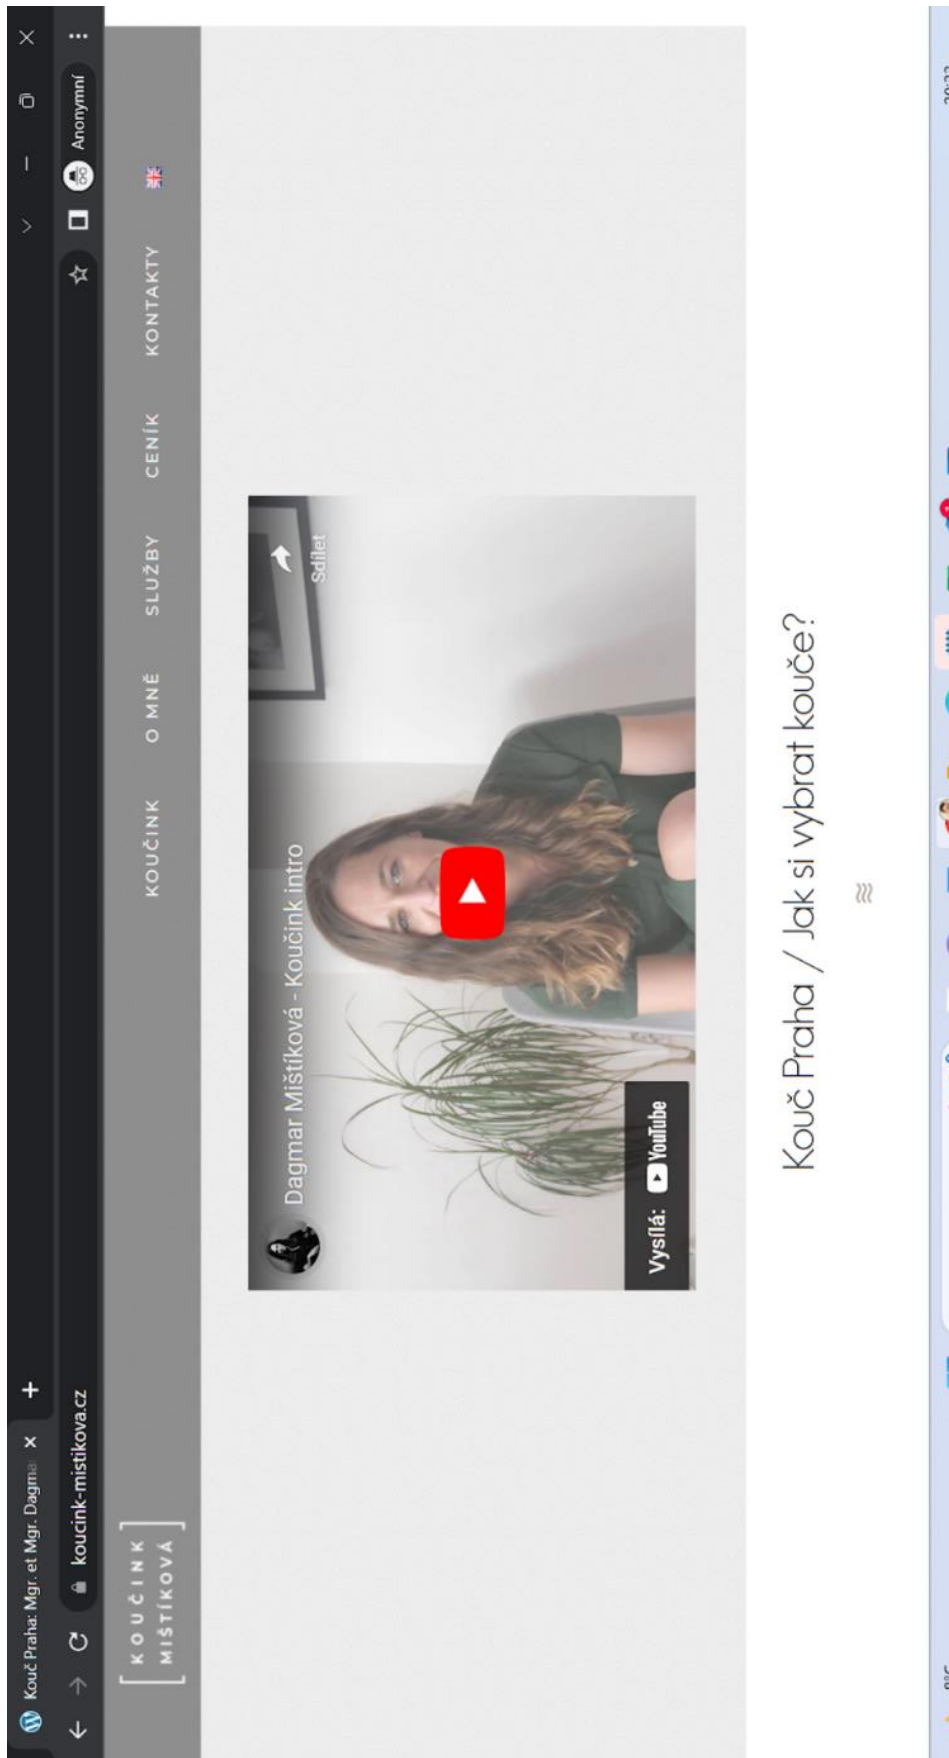 Kouč Praha: Mgr. et Mgr. Dagma
koucink-mistikova.cz
Anonymní
KOUČINK
MIŠTÍKOVÁ
KOUČINK O MNĚ SLUŽBY CENÍK KONTAKTY
Dagmar Mištíková - Koučink intro
Sdílet
Vysílá: YouTube
Kouč Praha / Jak si vybrat kouče?